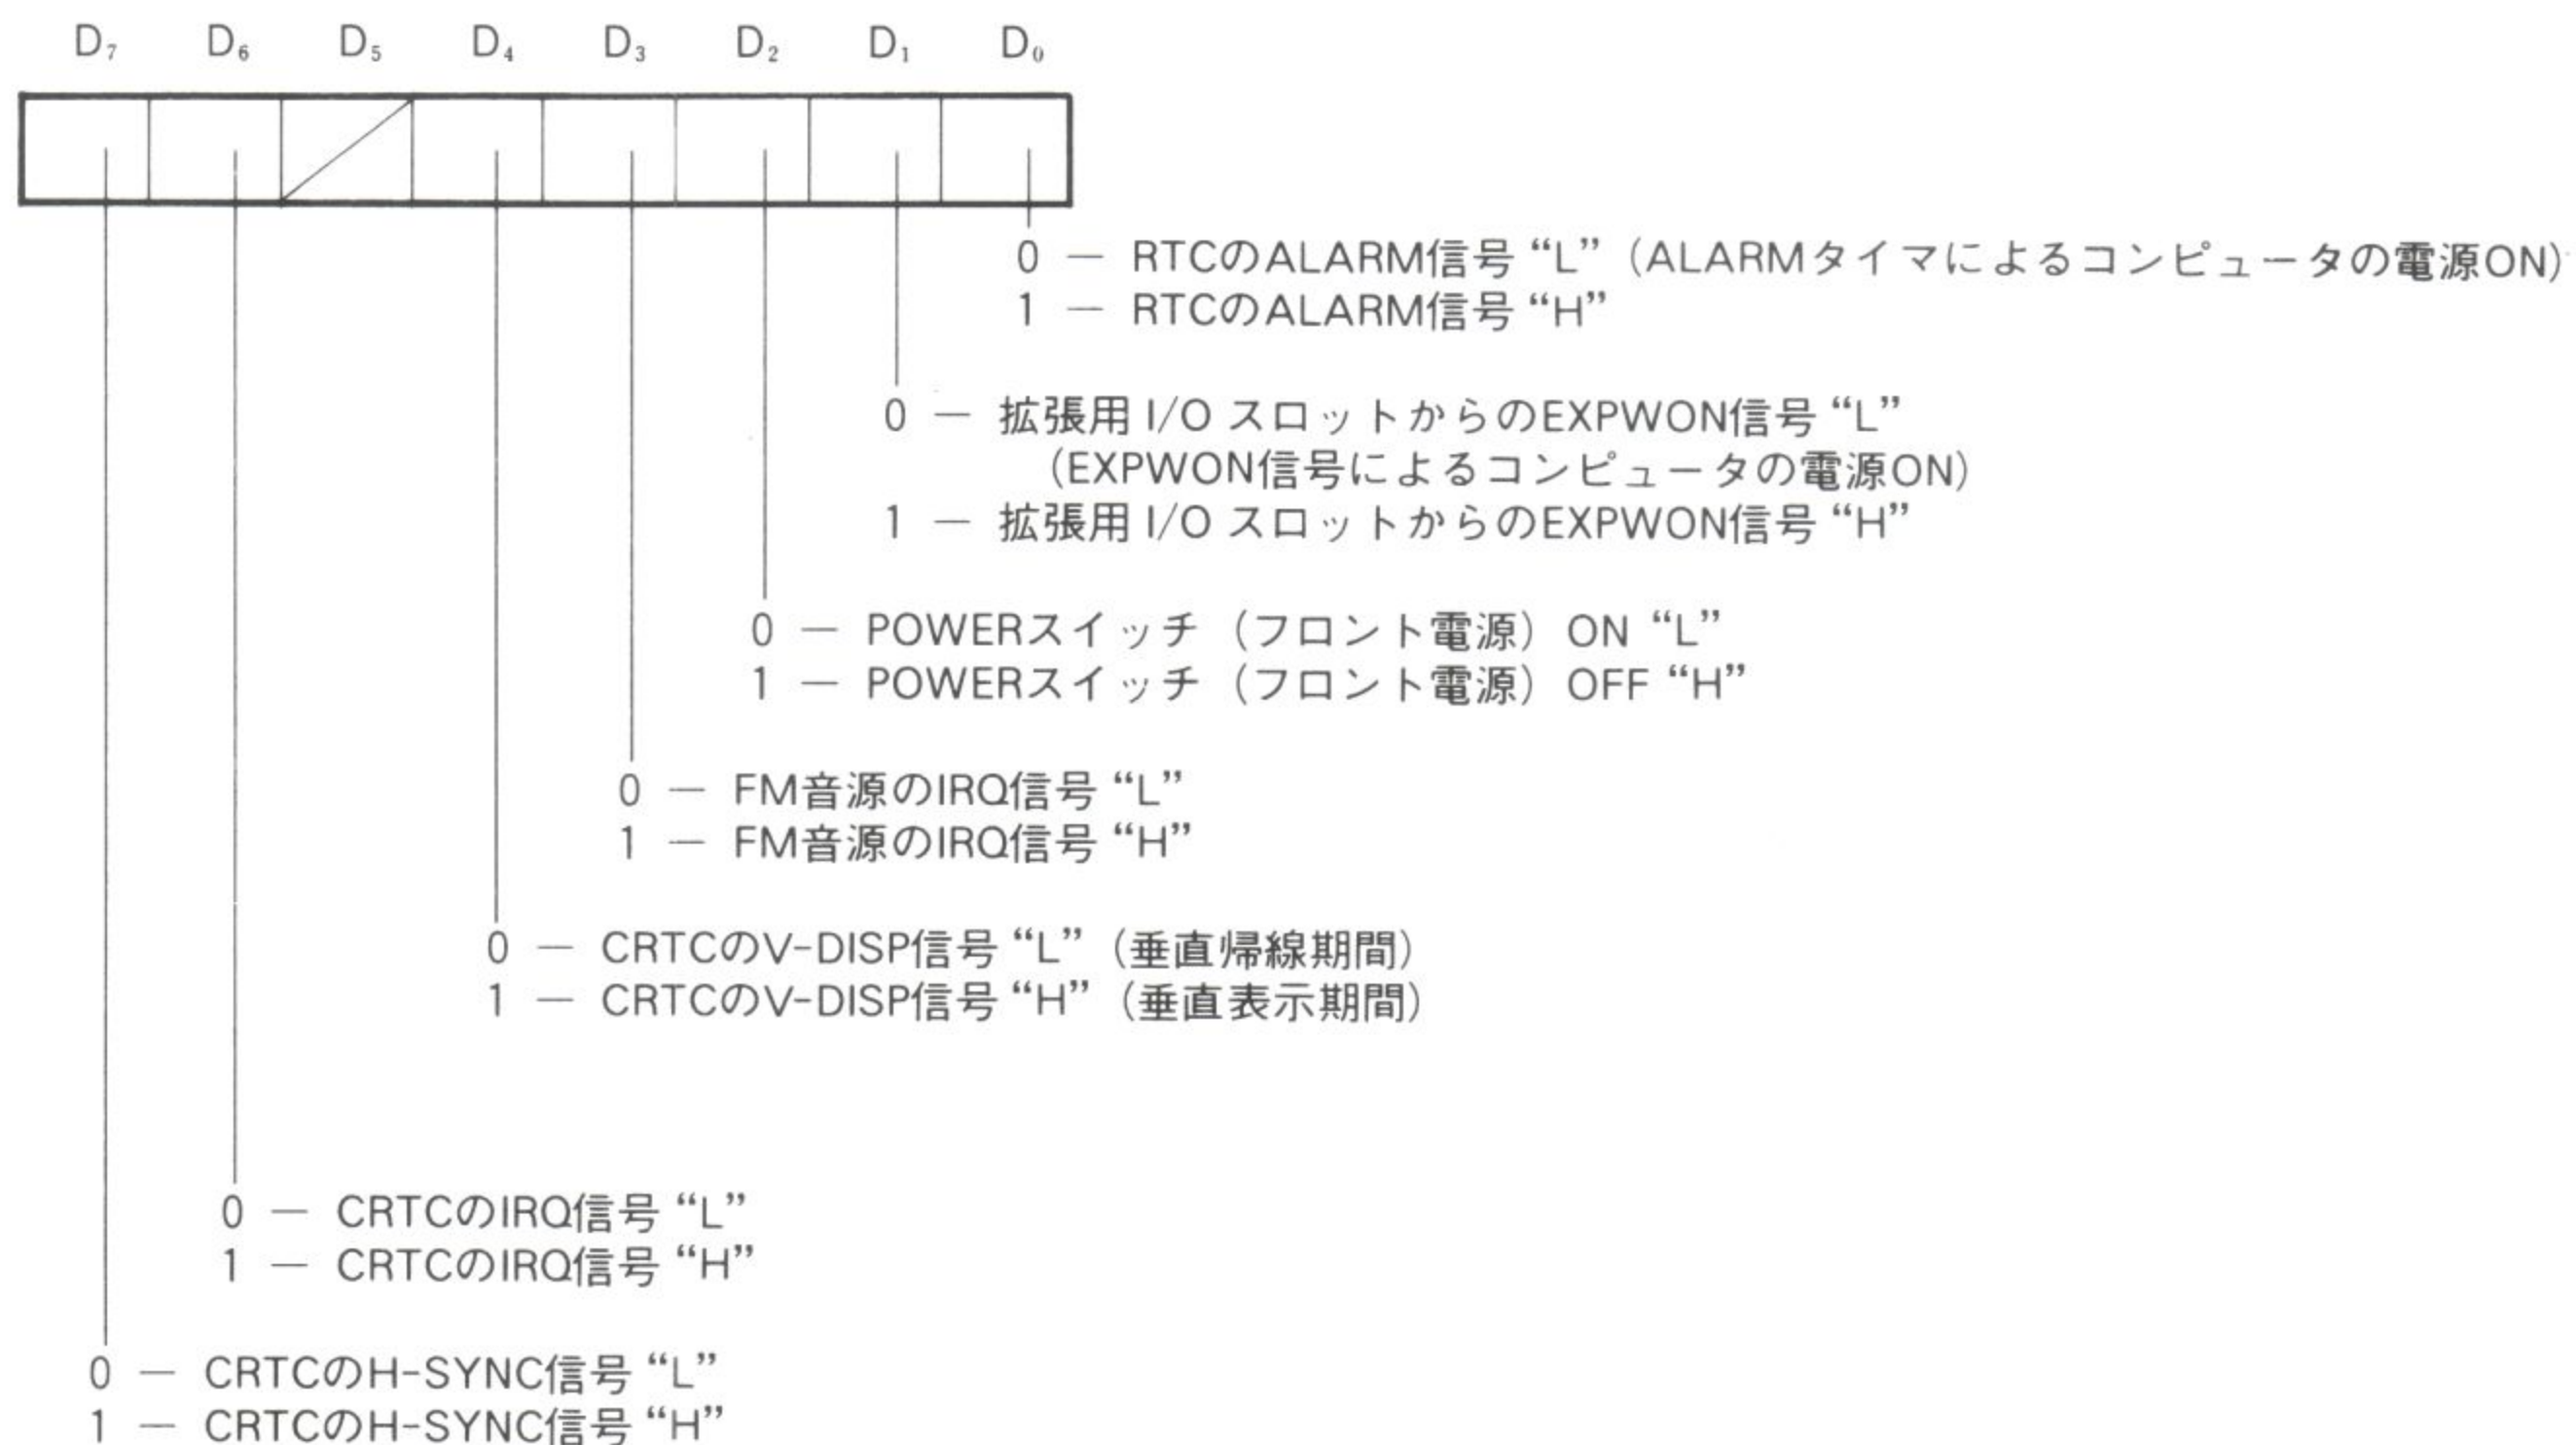 D₇ D₆ D₅ D₄ D₃ D₂ D₁ D₀
0 — RTCのALARM信号 “L”（ALARMタイマによるコンピュータの電源ON）
1 — RTCのALARM信号 “H”
0 — 拡張用 I/O スロットからのEXPWON信号 “L”
（EXPWON信号によるコンピュータの電源ON）
1 — 拡張用 I/O スロットからのEXPWON信号 “H”
0 — POWERスイッチ（フロント電源）ON “L”
1 — POWERスイッチ（フロント電源）OFF “H”
0 — FM音源のIRQ信号 “L”
1 — FM音源のIRQ信号 “H”
0 — CRTCのV-DISP信号 “L”（垂直帰線期間）
1 — CRTCのV-DISP信号 “H”（垂直表示期間）
0 — CRTCのIRQ信号 “L”
1 — CRTCのIRQ信号 “H”
0 — CRTCのH-SYNC信号 “L”
1 — CRTCのH-SYNC信号 “H”